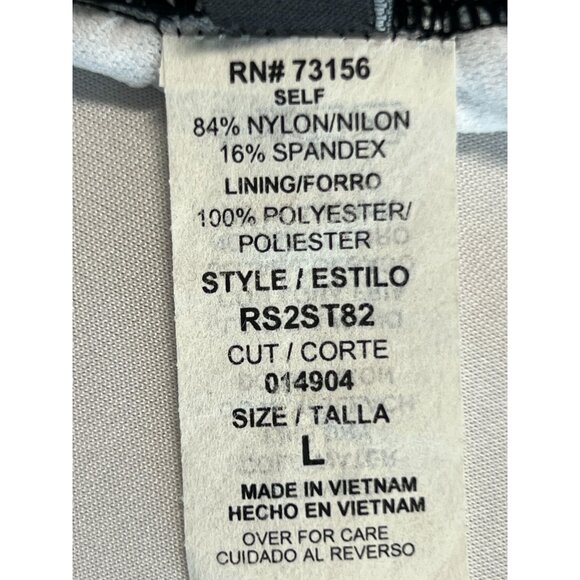 RN# 73156
SELF
84% NYLON/NILON
16% SPANDEX
LINING/FORRO
100% POLYESTER/
POLIESTER
STYLE / ESTILO
RS2ST82
CUT / CORTE
014904
SIZE / TALLA
L
MADE IN VIETNAM
HECHO EN VIETNAM
OVER FOR CARE
CUIDADO AL REVERSO